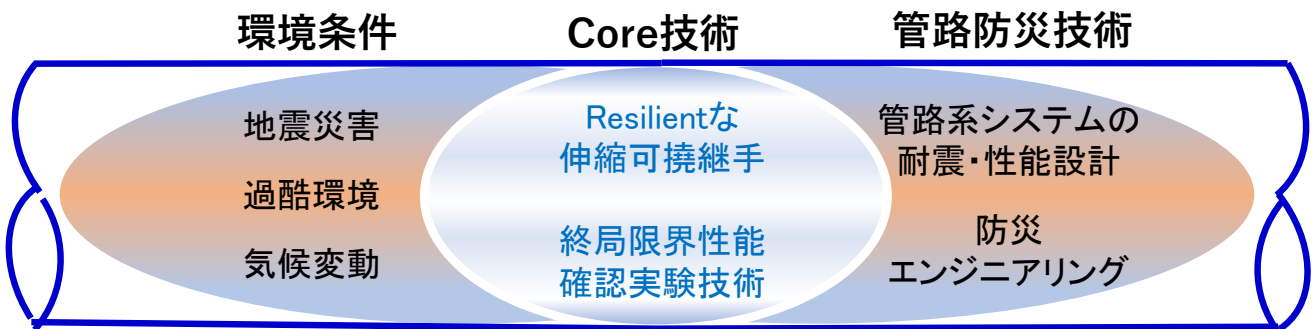 環境条件
地震災害
過酷環境
気候変動
Core技術
Resilientな
伸縮可撓継手
終局限界性能
確認実験技術
管路防災技術
管路系システムの
耐震・性能設計
防災
エンジニアリング